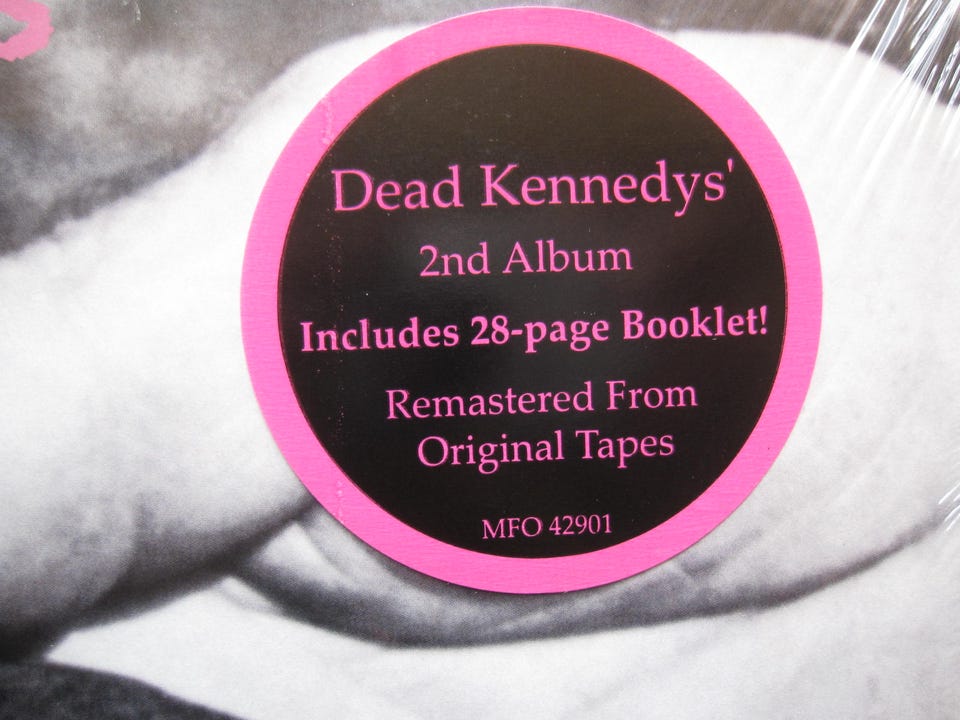 Dead Kennedys'
2nd Album
Includes 28-page Booklet!
Remastered From
Original Tapes
MFO 42901